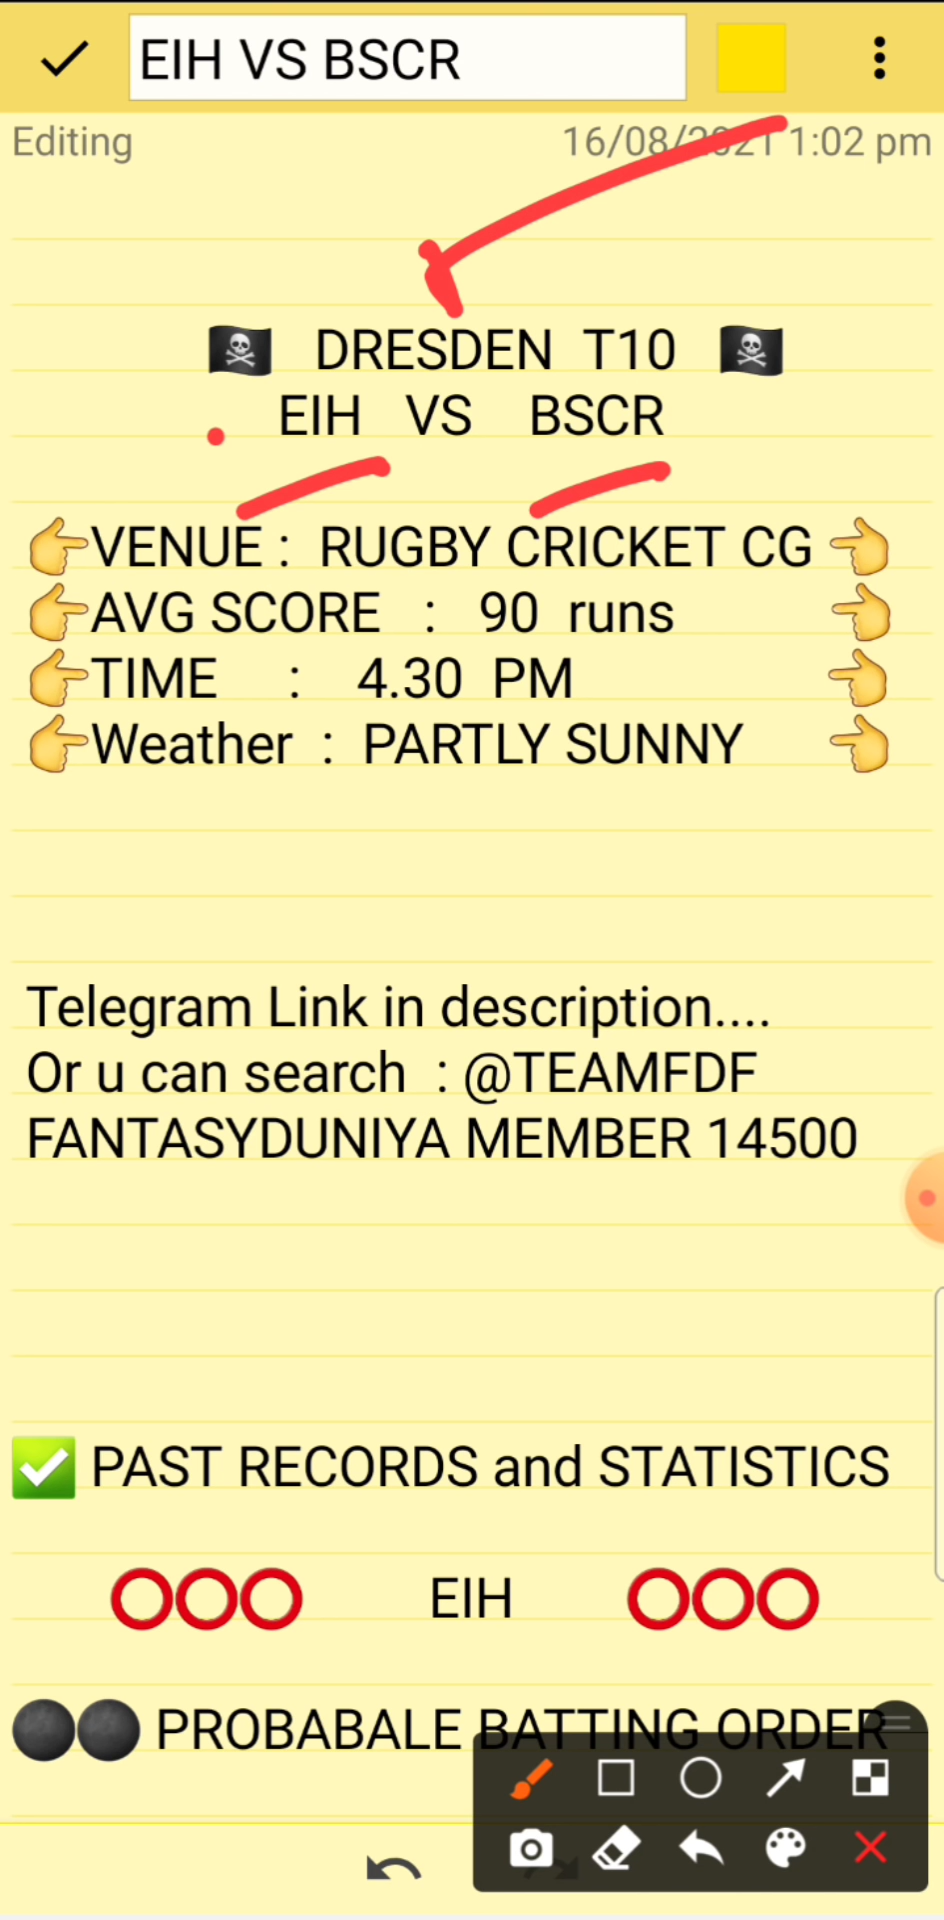 EIH VS BSCR
Editing 16/08/2021 1:02 pm
🏴‍☠️ DRESDEN T10 🏴‍☠️
EIH VS BSCR
👉VENUE : RUGBY CRICKET CG 👈
👉AVG SCORE : 90 runs 👈
👉TIME : 4.30 PM 👈
👉Weather : PARTLY SUNNY 👈
Telegram Link in description....
Or u can search : @TEAMFDF
FANTASYDUNIYA MEMBER 14500
✅ PAST RECORDS and STATISTICS
⭕⭕⭕ EIH ⭕⭕⭕
⚫⚫ PROBABALE BATTING ORDER